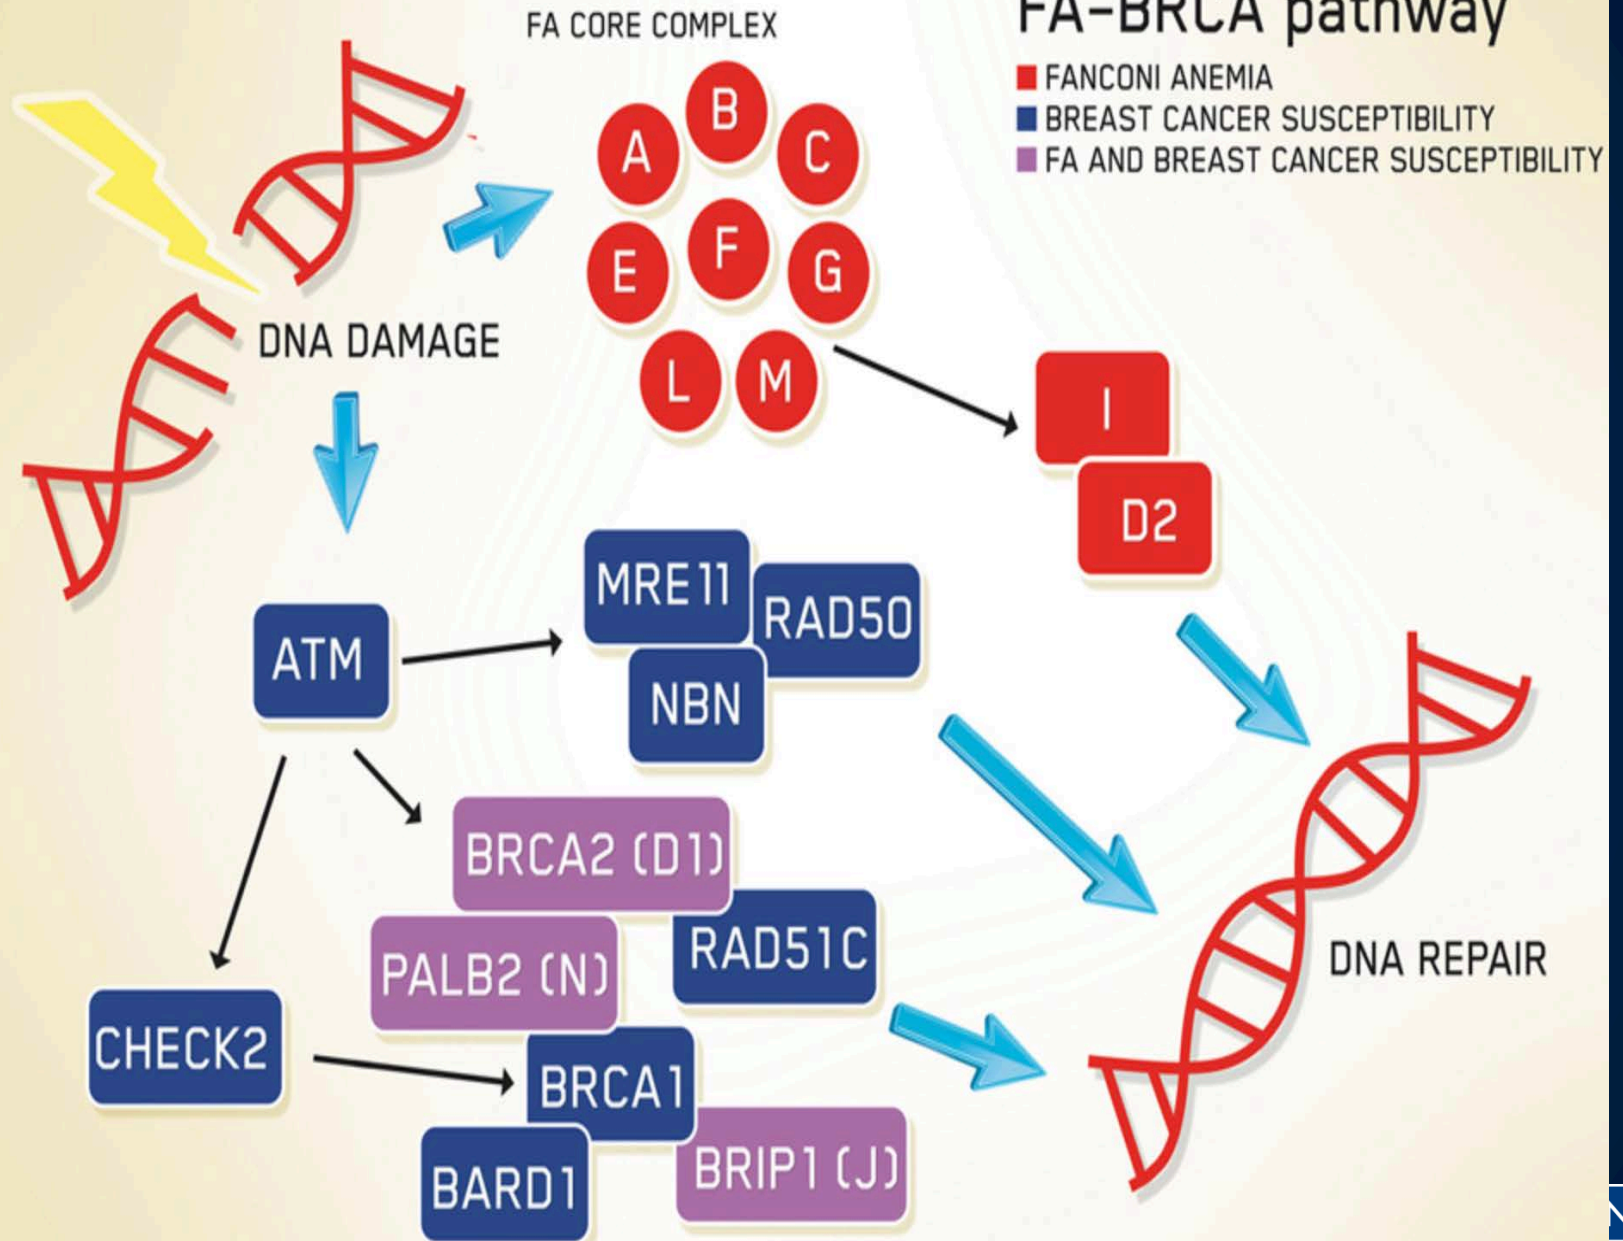 FA CORE COMPLEX
FA-BRCA pathway
FANCONI ANEMIA
BREAST CANCER SUSCEPTIBILITY
FA AND BREAST CANCER SUSCEPTIBILITY
B
A
C
F
E
G
L
M
DNA DAMAGE
I
D2
MRE11
RAD50
ATM
NBN
BRCA2 (D1)
RAD51C
PALB2 (N)
DNA REPAIR
CHECK2
BRCA1
BRIP1 (J)
BARD1